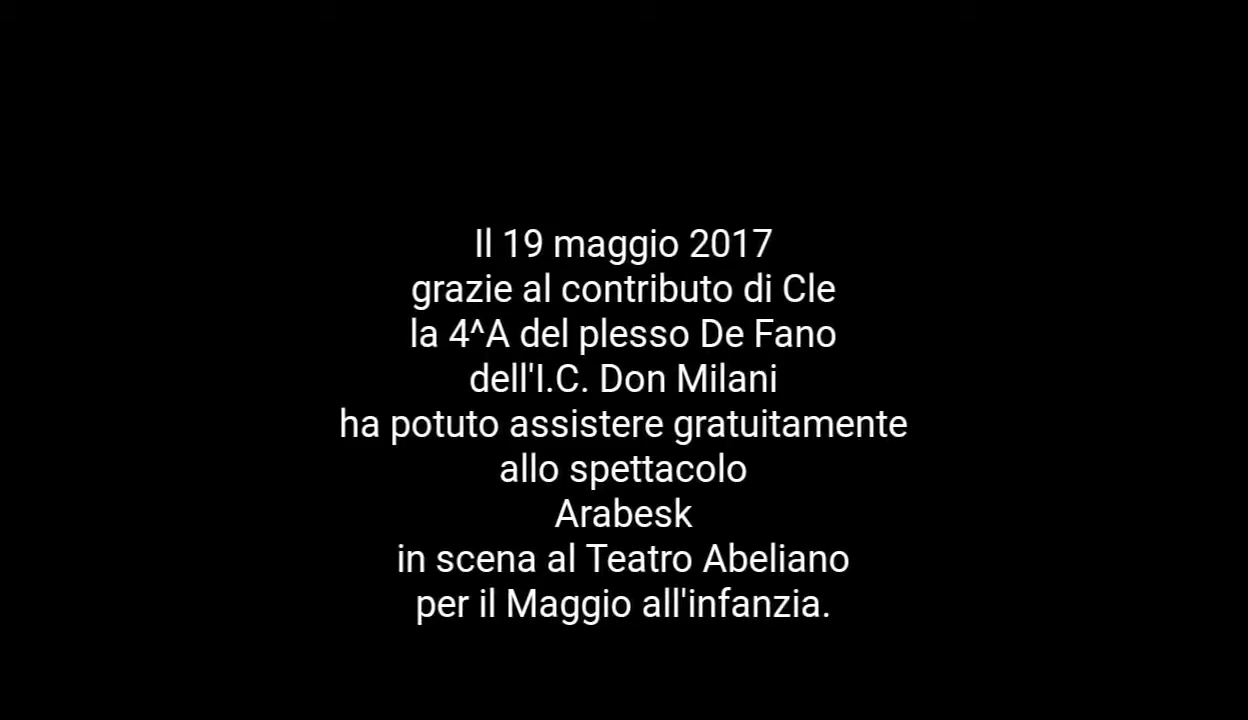 Il 19 maggio 2017
grazie al contributo di Cle
la 4^A del plesso De Fano
dell'I.C. Don Milani
ha potuto assistere gratuitamente
allo spettacolo
Arabesk
in scena al Teatro Abeliano
per il Maggio all'infanzia.